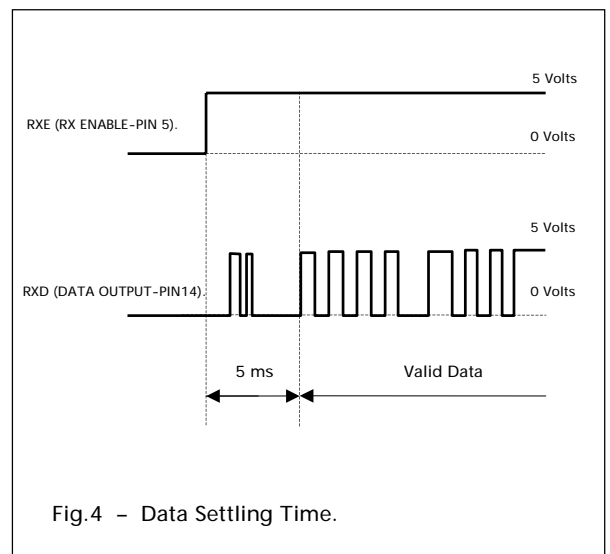 5 Volts
RXE (RX ENABLE-PIN 5).
0 Volts
5 Volts
RXD (DATA OUTPUT-PIN14).
0 Volts
5 ms
Valid Data
Fig.4 – Data Settling Time.